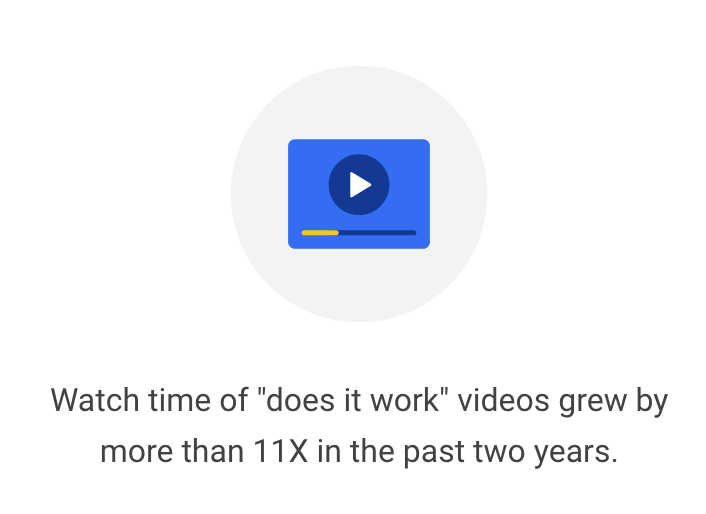 Watch time of "does it work" videos grew by
more than 11X in the past two years.